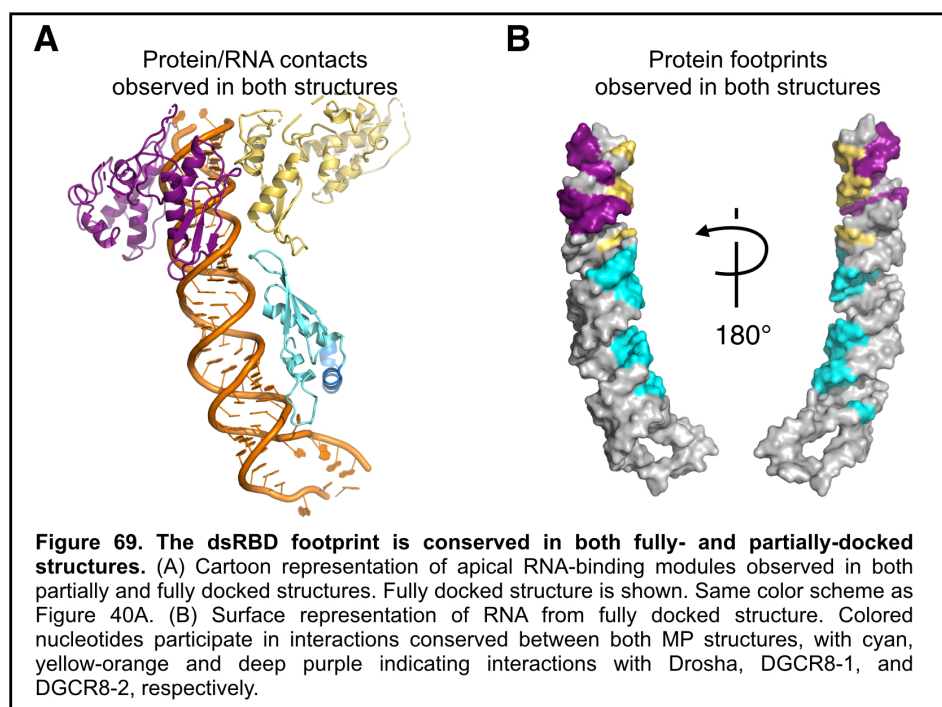 A
Protein/RNA contacts
observed in both structures
B
Protein footprints
observed in both structures
180°
Figure 69. The dsRBD footprint is conserved in both fully- and partially-docked
structures. (A) Cartoon representation of apical RNA-binding modules observed in both
partially and fully docked structures. Fully docked structure is shown. Same color scheme as
Figure 40A. (B) Surface representation of RNA from fully docked structure. Colored
nucleotides participate in interactions conserved between both MP structures, with cyan,
yellow-orange and deep purple indicating interactions with Drosha, DGCR8-1, and
DGCR8-2, respectively.